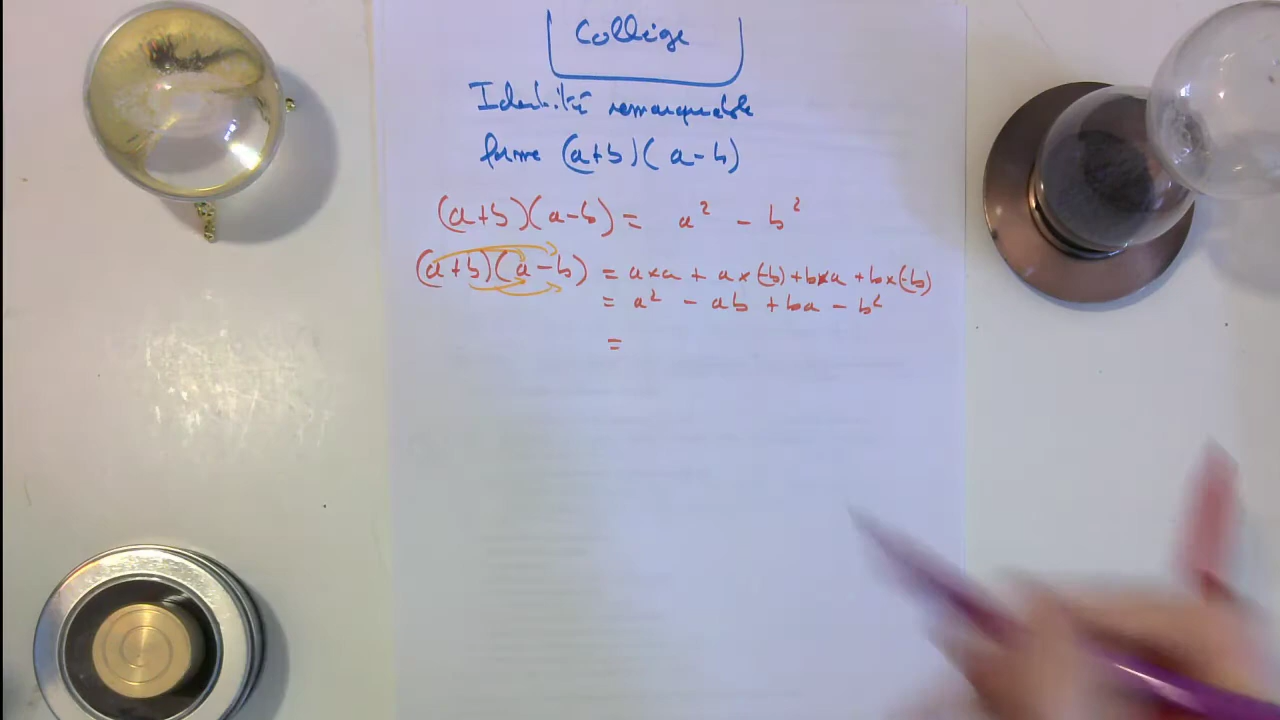 Collège
Identité remarquable
forme (a+b)(a-b)
(a+b)(a-b) = a² - b²
(a+b)(a-b) = a×a + a×(-b) + b×a + b×(-b)
= a² - ab + ba - b²
=